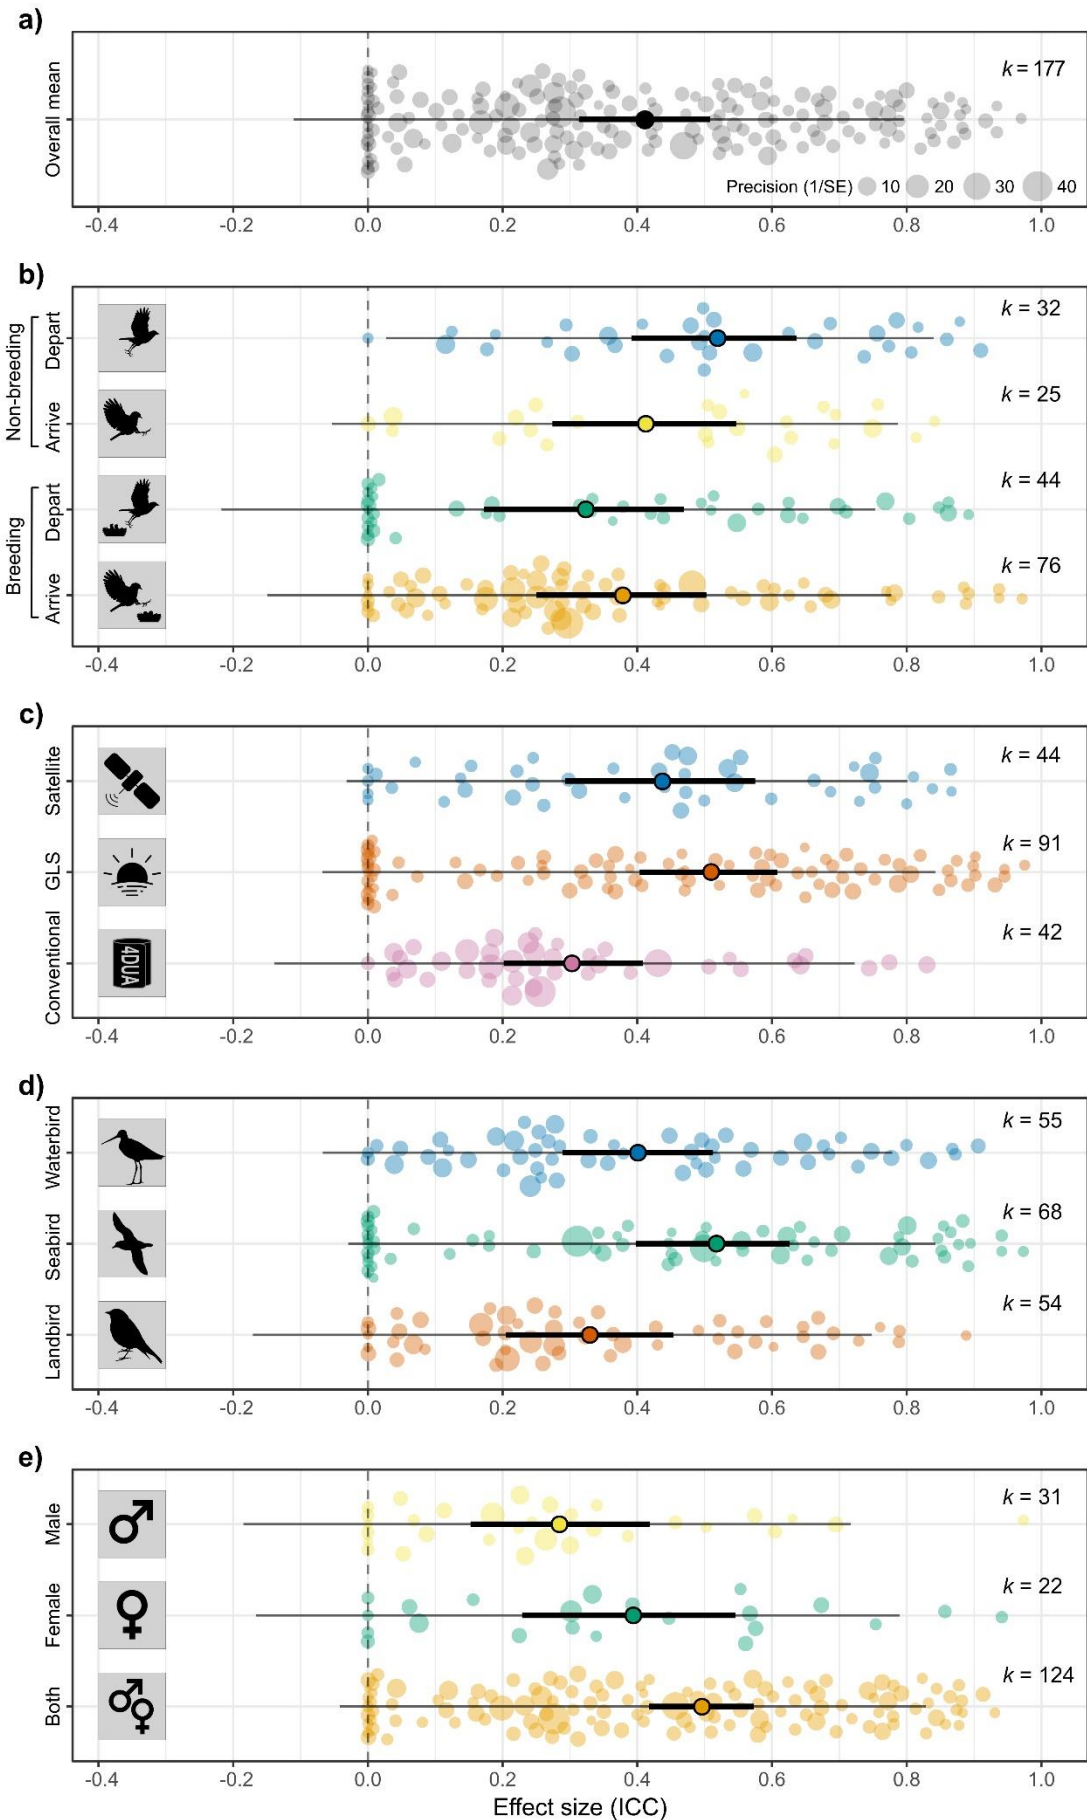 a)
Overall mean
k = 177
Precision (1/SE) 10 20 30 40
-0.4 -0.2 0.0 0.2 0.4 0.6 0.8 1.0
b)
Non-breeding
Depart
k = 32
Arrive
k = 25
Breeding
Depart
k = 44
Arrive
k = 76
-0.4 -0.2 0.0 0.2 0.4 0.6 0.8 1.0
c)
Satellite
k = 44
GLS
k = 91
Conventional
4DUA
k = 42
-0.4 -0.2 0.0 0.2 0.4 0.6 0.8 1.0
d)
Waterbird
k = 55
Seabird
k = 68
Landbird
k = 54
-0.4 -0.2 0.0 0.2 0.4 0.6 0.8 1.0
e)
Male
k = 31
Female
k = 22
Both
k = 124
-0.4 -0.2 0.0 0.2 0.4 0.6 0.8 1.0
Effect size (ICC)